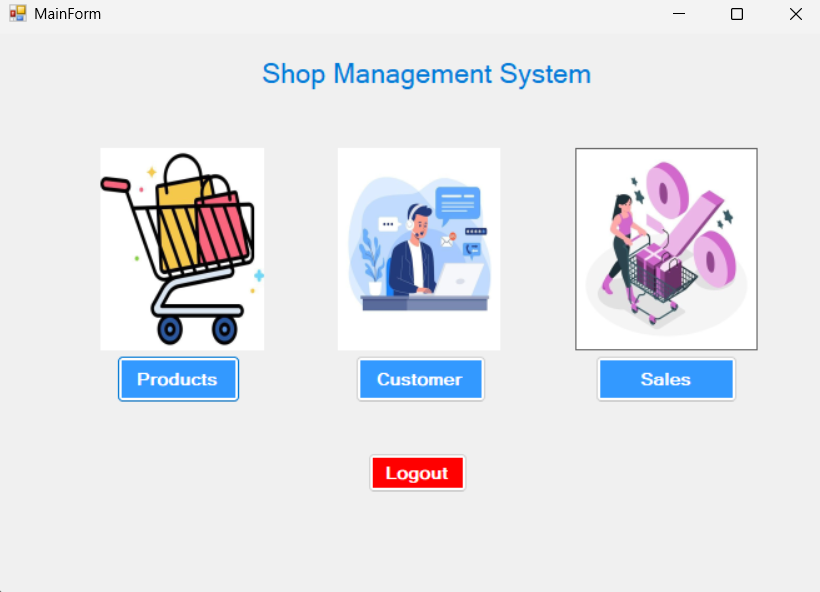 MainForm
Shop Management System
Products
Customer
Sales
Logout